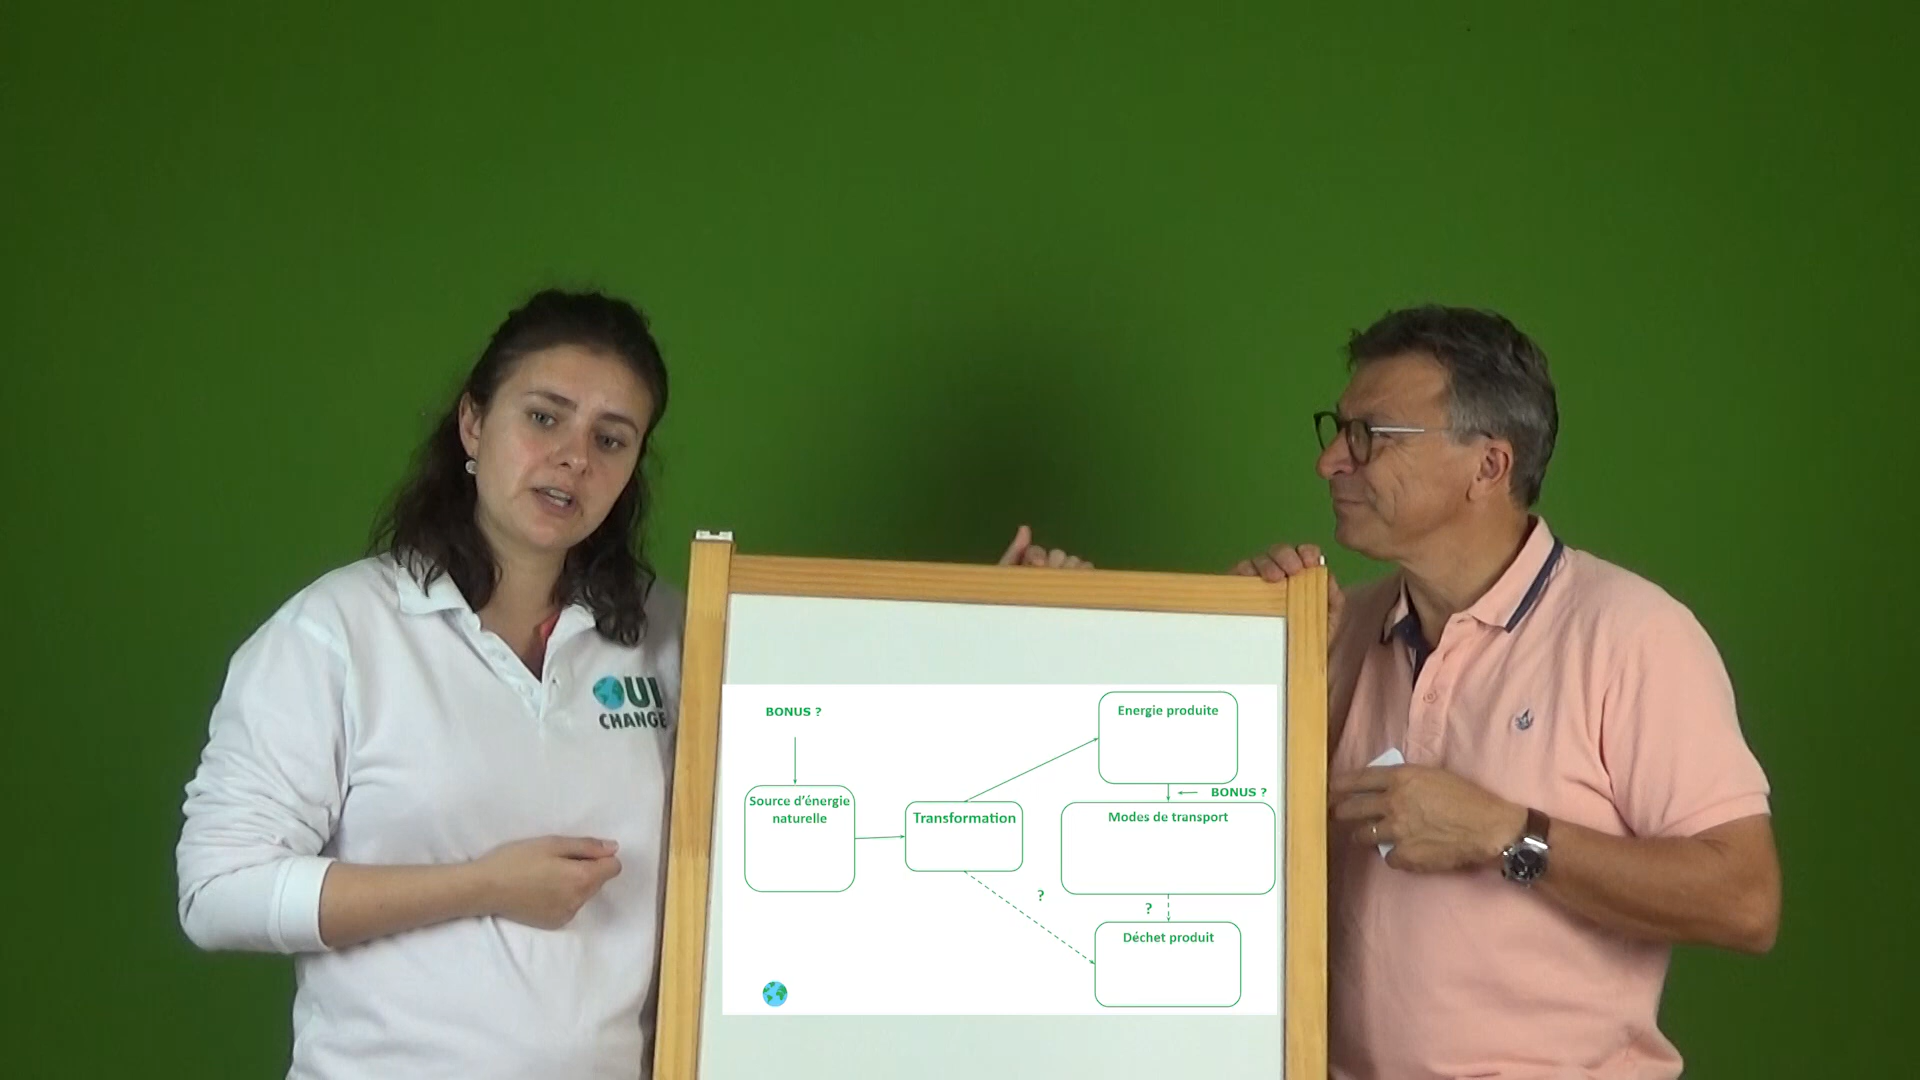 OUI
CHANGE
BONUS ?
Energie produite
Source d'énergie
naturelle
Transformation
BONUS ?
Modes de transport
?
?
Déchet produit